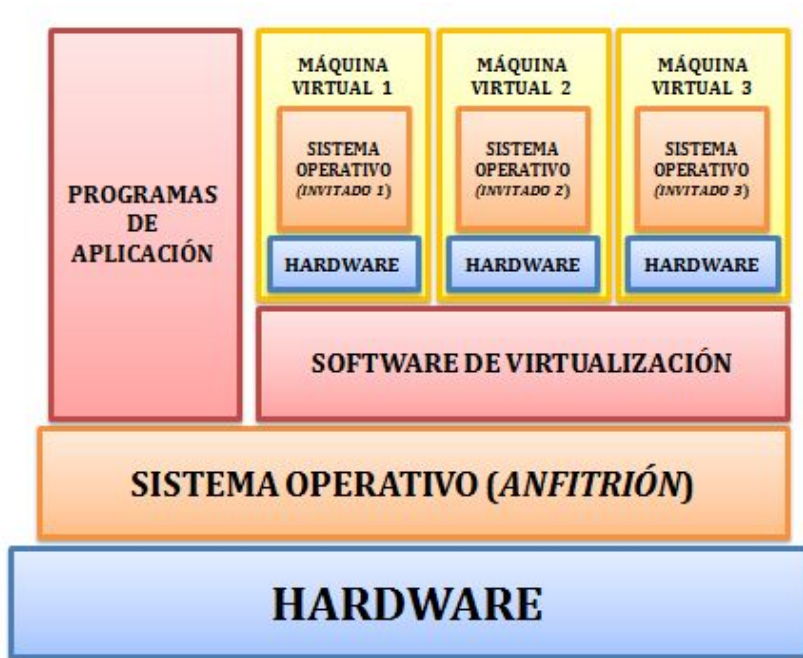 PROGRAMAS
DE
APLICACIÓN
MÁQUINA
VIRTUAL 1
SISTEMA
OPERATIVO
(INVITADO 1)
HARDWARE
MÁQUINA
VIRTUAL 2
SISTEMA
OPERATIVO
(INVITADO 2)
HARDWARE
MÁQUINA
VIRTUAL 3
SISTEMA
OPERATIVO
(INVITADO 3)
HARDWARE
SOFTWARE DE VIRTUALIZACIÓN
SISTEMA OPERATIVO (ANFITRIÓN)
HARDWARE